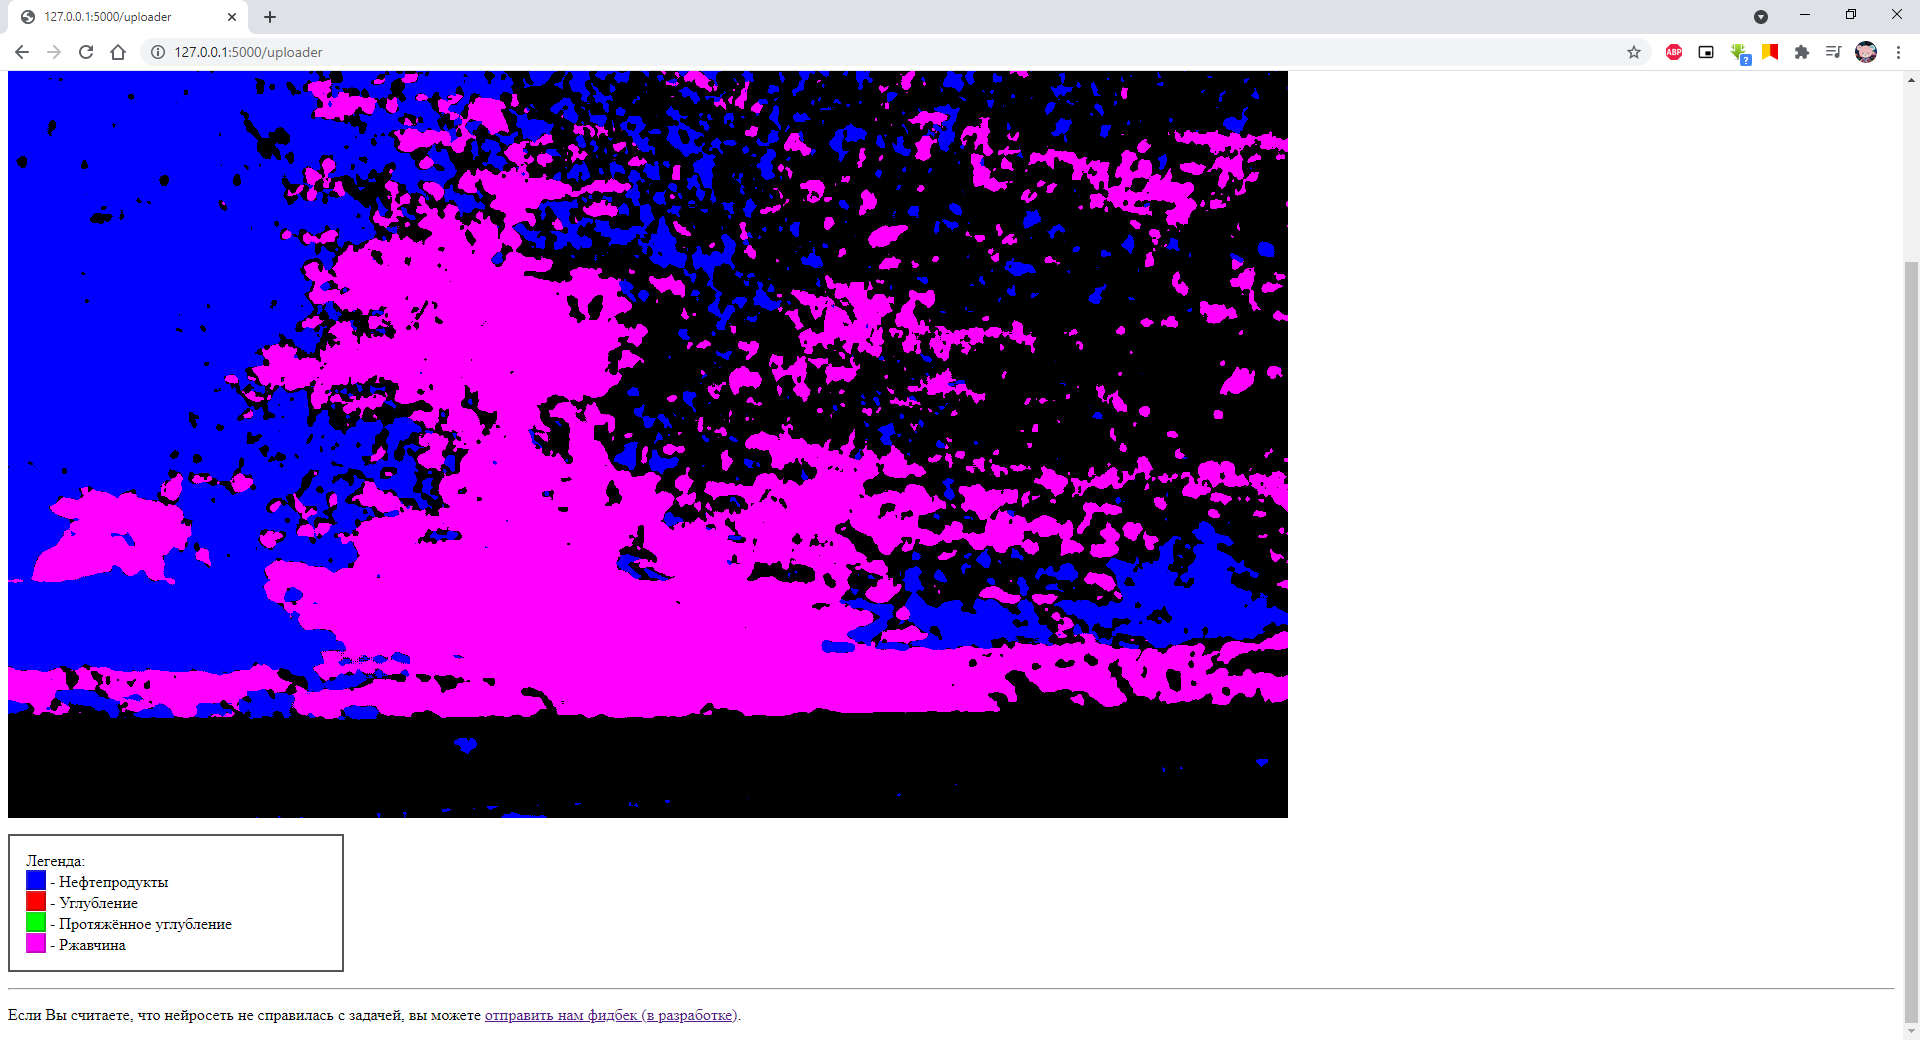 127.0.0.1:5000/uploader
127.0.0.1:5000/uploader
ABP
?
Легенда:
- Нефтепродукты
- Углубление
- Протяжённое углубление
- Ржавчина
Если Вы считаете, что нейросеть не справилась с задачей, вы можете отправить нам фидбек (в разработке).